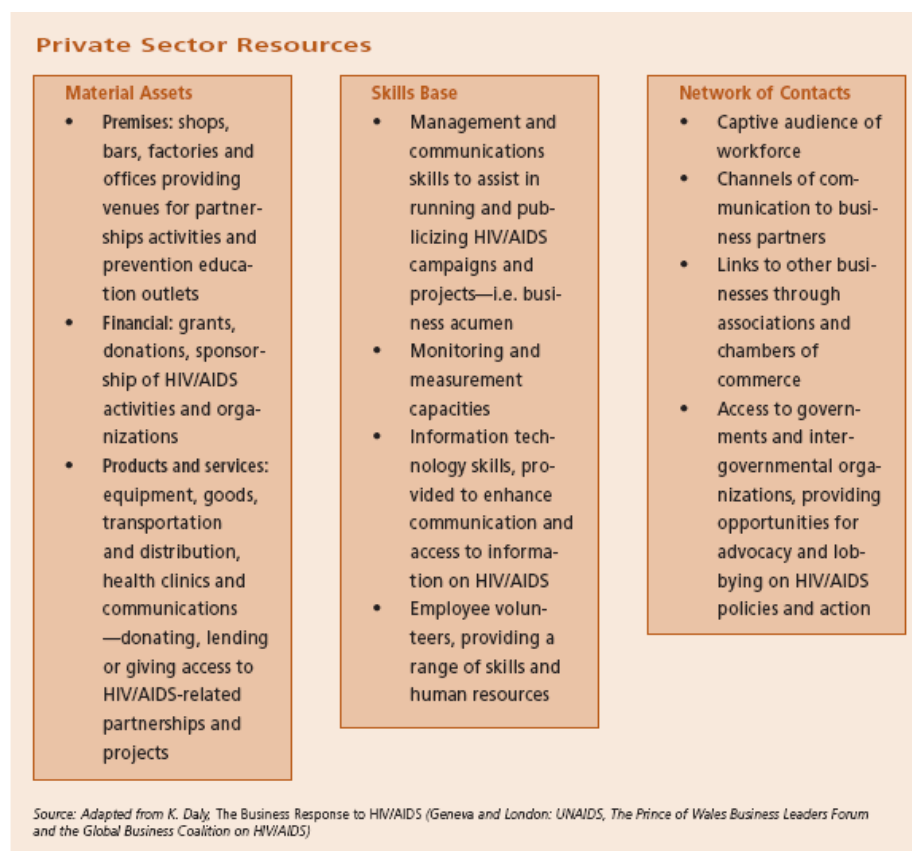 Private Sector Resources
Material Assets
• Premises: shops,
bars, factories and
offices providing
venues for partner-
ships activities and
prevention educa-
tion outlets
• Financial: grants,
donations, sponsor-
ship of HIV/AIDS
activities and orga-
nizations
• Products and services:
equipment, goods,
transportation
and distribution,
health clinics and
communications
—donating, lending
or giving access to
HIV/AIDS-related
partnerships and
projects
Skills Base
• Management and
communications
skills to assist in
running and pub-
licizing HIV/AIDS
campaigns and
projects—i.e. busi-
ness acumen
• Monitoring and
measurement
capacities
• Information tech-
nology skills, pro-
vided to enhance
communication and
access to informa-
tion on HIV/AIDS
• Employee volun-
teers, providing a
range of skills and
human resources
Network of Contacts
• Captive audience of
workforce
• Channels of com-
munication to busi-
ness partners
• Links to other busi-
nesses through
associations and
chambers of
commerce
• Access to govern-
ments and inter-
governmental orga-
nizations, providing
opportunities for
advocacy and lob-
bying on HIV/AIDS
policies and action
Source: Adapted from K. Daly, The Business Response to HIV/AIDS (Geneva and London: UNAIDS, The Prince of Wales Business Leaders Forum
and the Global Business Coalition on HIV/AIDS)